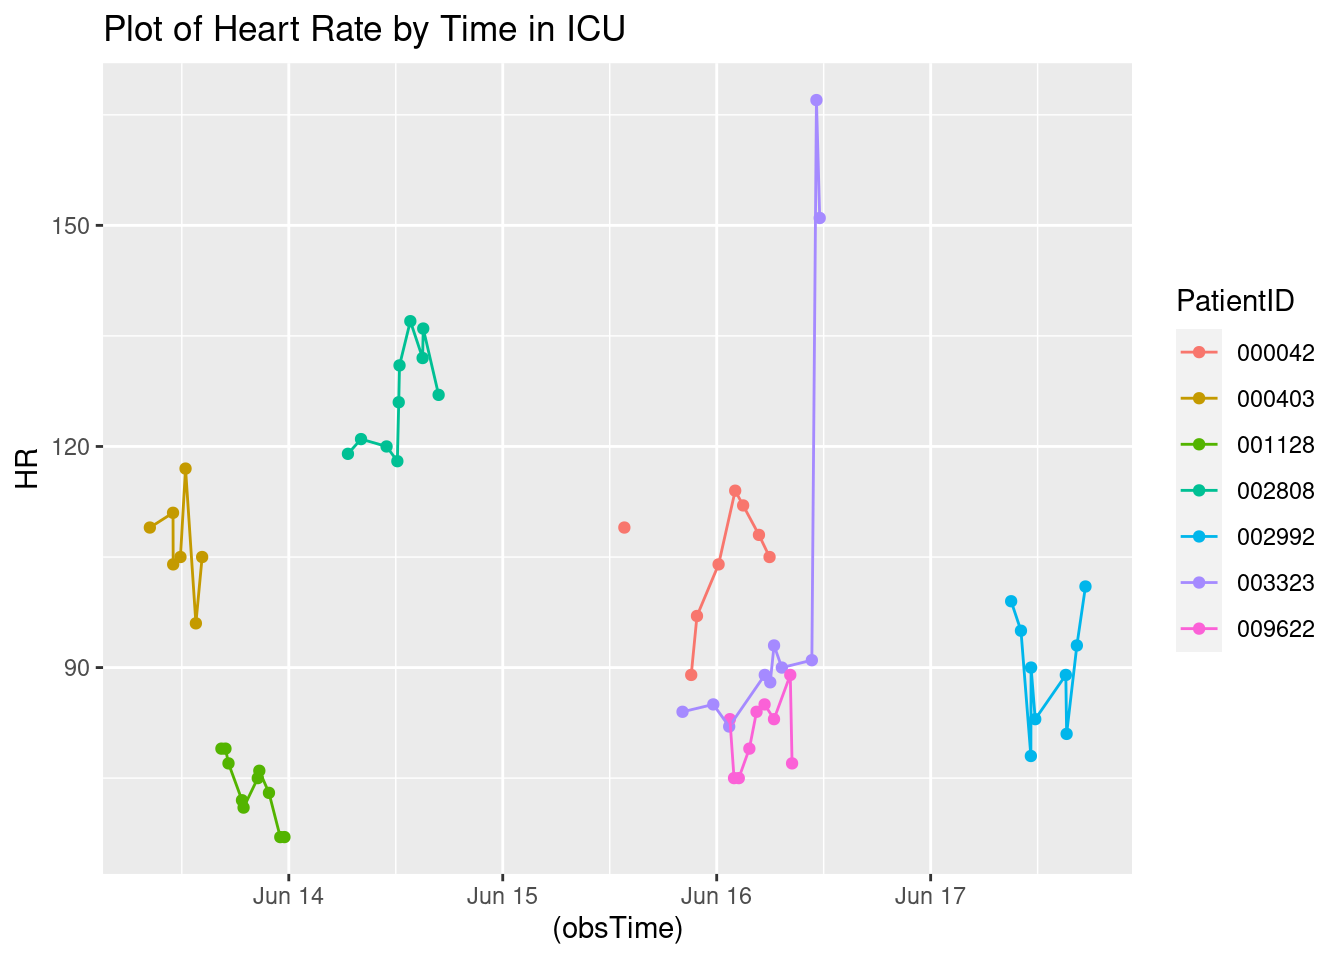 Plot of Heart Rate by Time in ICU
150
120
90
HR
Jun 14 Jun 15 Jun 16 Jun 17
(obsTime)
PatientID
000042
000403
001128
002808
002992
003323
009622